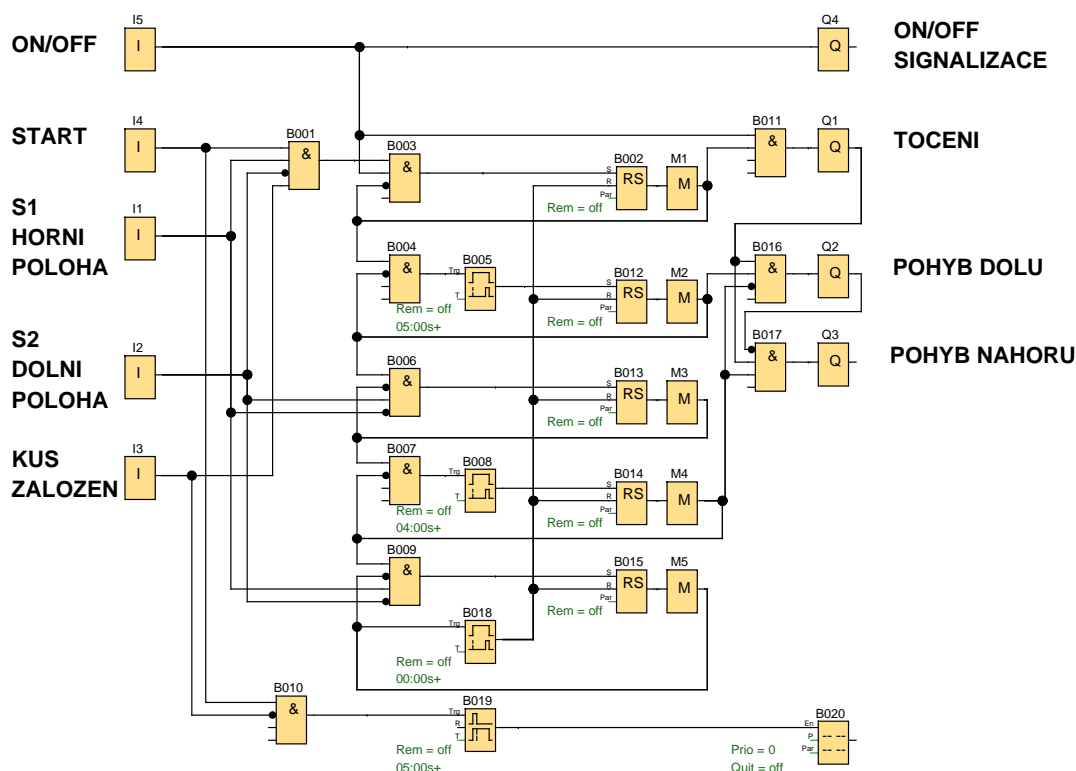 I5
I
ON/OFF
Q4
Q
ON/OFF
SIGNALIZACE
I4
I
START
B001
&
B003
&
B002
S
R
Par
RS
Rem = off
M1
M
B011
&
Q1
Q
TOCENI
S1
HORNI
POLOHA
I1
I
B004
&
B005
Trg
T
Rem = off
05:00s+
B012
S
R
Par
RS
Rem = off
M2
M
B016
&
Q2
Q
POHYB DOLU
S2
DOLNI
POLOHA
I2
I
B006
&
B013
S
R
Par
RS
Rem = off
M3
M
B017
&
Q3
Q
POHYB NAHORU
KUS
ZALOZEN
I3
I
B007
&
B008
Trg
T
Rem = off
04:00s+
B014
S
R
Par
RS
Rem = off
M4
M
B009
&
B015
S
R
Par
RS
Rem = off
M5
M
B018
Trg
T
Rem = off
00:00s+
B010
&
B019
Trg
R
T
Rem = off
05:00s+
B020
En
P
Par
Prio = 0
Quit = off